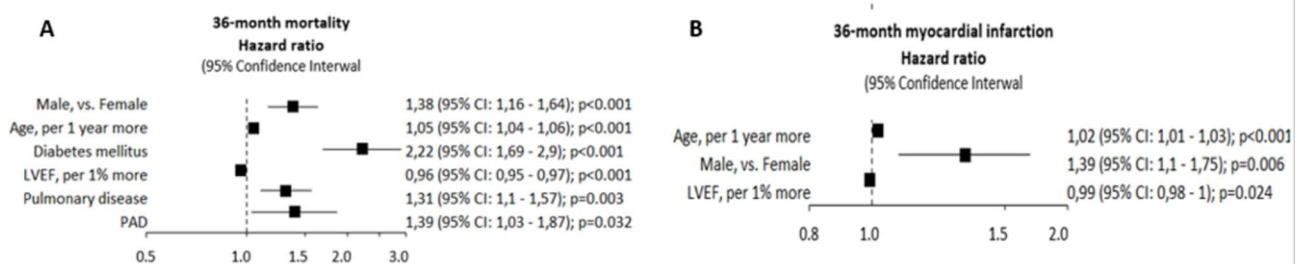 A
36-month mortality
Hazard ratio
(95% Confidence Interwal
Male, vs. Female 1,38 (95% CI: 1,16 - 1,64); p<0.001
Age, per 1 year more 1,05 (95% CI: 1,04 - 1,06); p<0.001
Diabetes mellitus 2,22 (95% CI: 1,69 - 2,9); p<0.001
LVEF, per 1% more 0,96 (95% CI: 0,95 - 0,97); p<0.001
Pulmonary disease 1,31 (95% CI: 1,1 - 1,57); p=0.003
PAD 1,39 (95% CI: 1,03 - 1,87); p=0.032
0.5 1.0 1.5 2.0 3.0
B
36-month myocardial infarction
Hazard ratio
(95% Confidence Interwal
Age, per 1 year more 1,02 (95% CI: 1,01 - 1,03); p<0.001
Male, vs. Female 1,39 (95% CI: 1,1 - 1,75); p=0.006
LVEF, per 1% more 0,99 (95% CI: 0,98 - 1); p=0.024
0.8 1.0 1.5 2.0